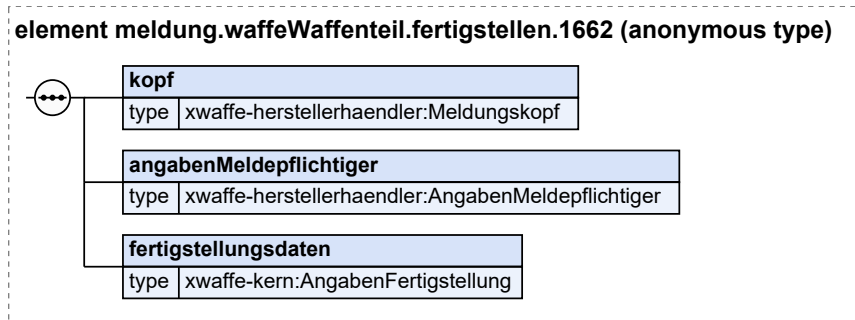 element meldung.waffeWaffenteil.fertigstellen.1662 (anonymous type)
kopf
type xwaffe-herstellerhaendler:Meldungskopf
angabenMeldepflichtiger
type xwaffe-herstellerhaendler:AngabenMeldepflichtiger
fertigstellungsdaten
type xwaffe-kern:AngabenFertigstellung